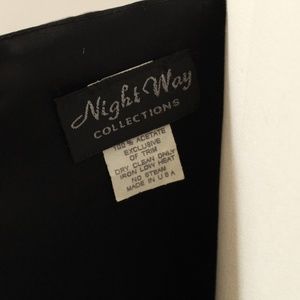 Night Way
COLLECTIONS
100% ACETATE
EXCLUSIVE
OF TRIM
DRY CLEAN ONLY
IRON LOW HEAT
NO STEAM
MADE IN U.S.A